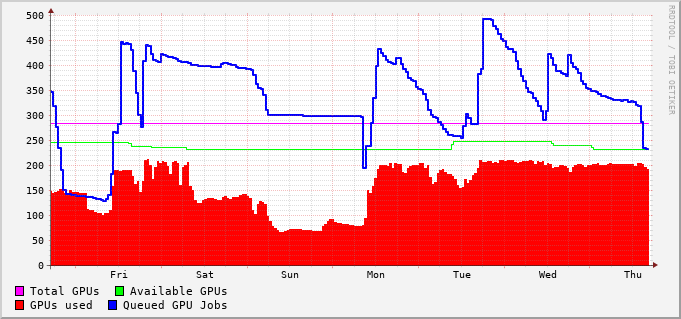 500
450
400
350
300
250
200
150
100
50
0
Fri Sat Sun Mon Tue Wed Thu
Total GPUs Available GPUs
GPUs used Queued GPU Jobs
RRDTOOL / TOBI OETIKER